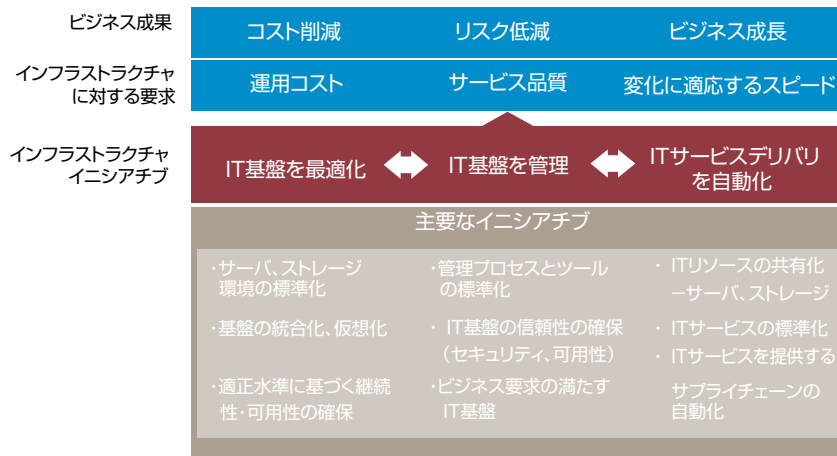 ビジネス成果
コスト削減
リスク低減
ビジネス成長
インフラストラクチャ
に対する要求
運用コスト
サービス品質
変化に適応するスピード
インフラストラクチャ
イニシアチブ
IT基盤を最適化
IT基盤を管理
ITサービスデリバリ
を自動化
主要なイニシアチブ
・サーバ、ストレージ
環境の標準化
・基盤の統合化、仮想化
・適正水準に基づく継続
性・可用性の確保
・管理プロセスとツール
の標準化
・ IT基盤の信頼性の確保
（セキュリティ、可用性）
・ビジネス要求の満たす
IT基盤
・ ITリソースの共有化
－サーバ、ストレージ
・ ITサービスの標準化
・ ITサービスを提供する
サプライチェーンの
自動化